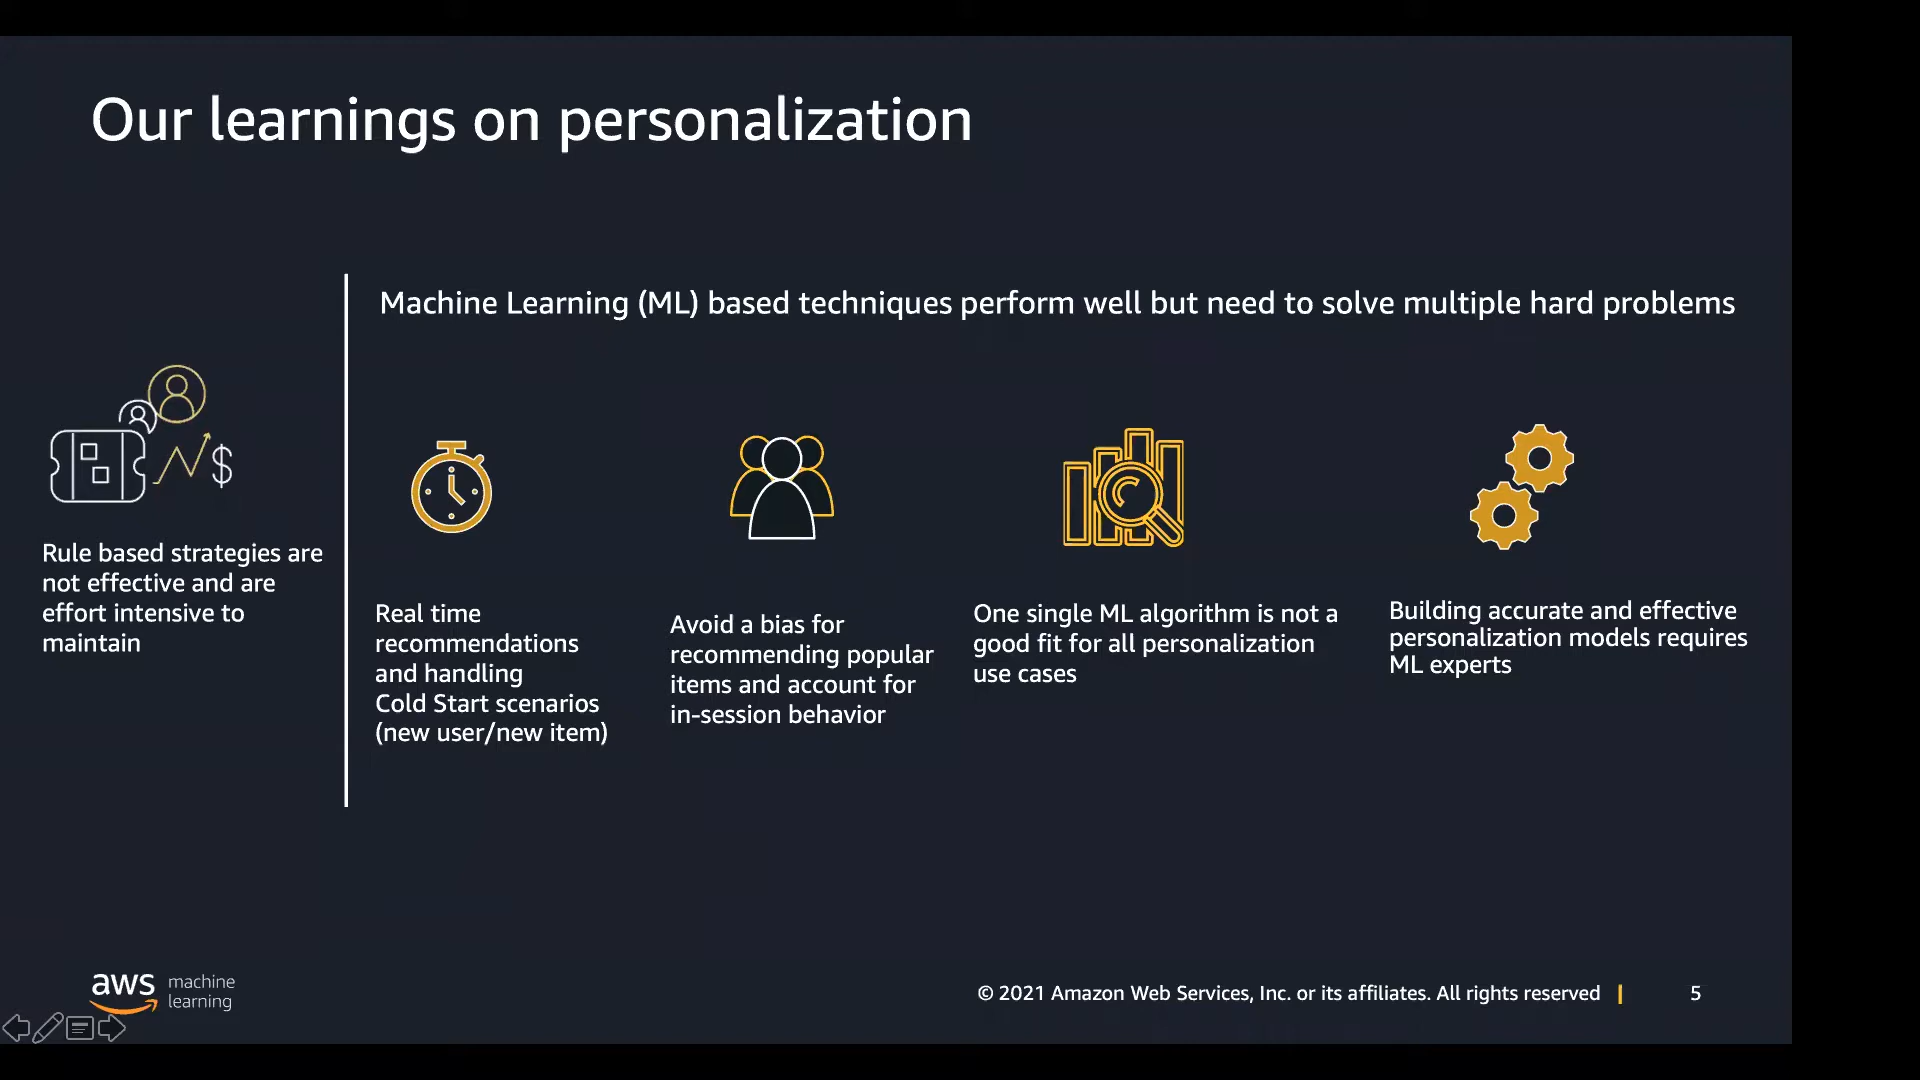 Our learnings on personalization
Machine Learning (ML) based techniques perform well but need to solve multiple hard problems
$
Rule based strategies are
not effective and are
effort intensive to
maintain
Real time
recommendations
and handling
Cold Start scenarios
(new user/new item)
Avoid a bias for
recommending popular
items and account for
in-session behavior
One single ML algorithm is not a
good fit for all personalization
use cases
Building accurate and effective
personalization models requires
ML experts
aws machine
learning
© 2021 Amazon Web Services, Inc. or its affiliates. All rights reserved | 5